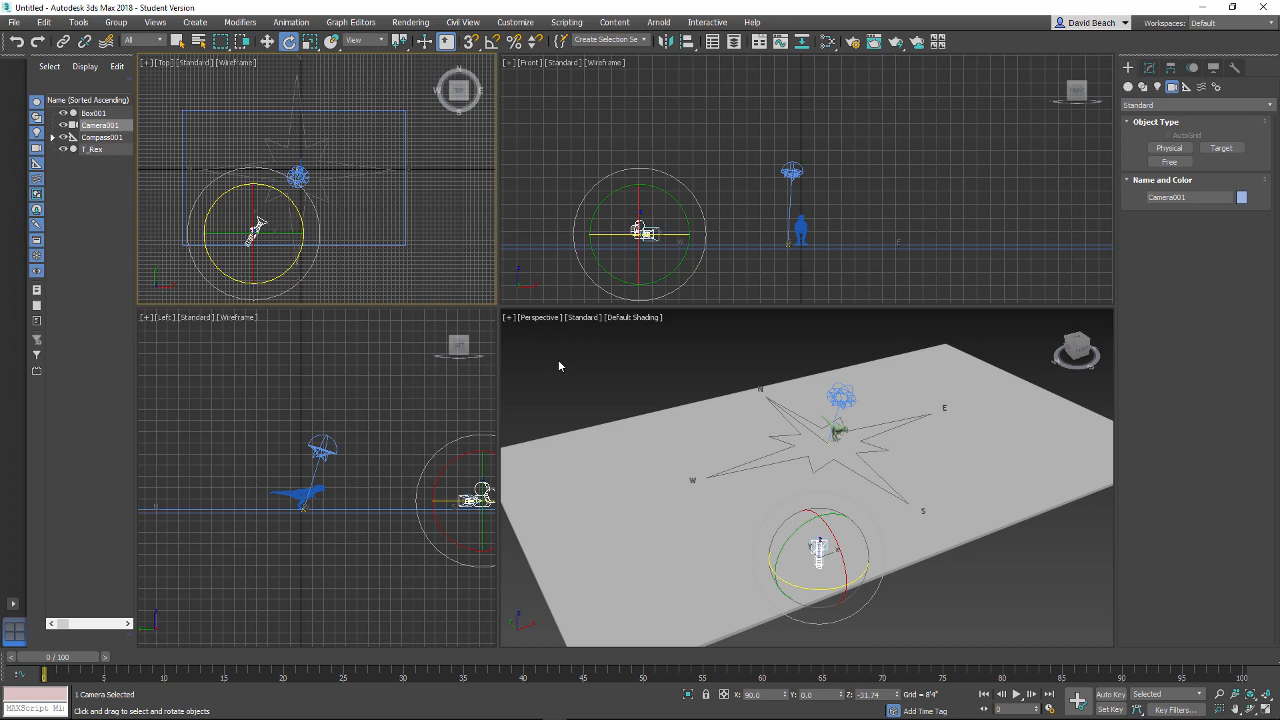 Untitled - Autodesk 3ds Max 2018 - Student Version
File Edit Tools Group Views Create Modifiers Animation Graph Editors Rendering Civil View Customize Scripting Content Arnold Interactive Help
David Beach Workspaces: Default
All View Create Selection Se
Select Display Edit
Name (Sorted Ascending)
Box001
Camera001
Compass001
T_Rex
[+] [Top] [Standard] [Wireframe]
N
W TOP E
S
[+] [Front] [Standard] [Wireframe]
W E
[+] [Left] [Standard] [Wireframe]
N
[+] [Perspective] [Standard] [Default Shading]
N
E
W
S
Standard
Object Type
AutoGrid
Physical Target
Free
Name and Color
Camera001
0 / 100
0 5 10 15 20 25 30 35 40 45 50 55 60 65 70 75 80 85 90 95 100
1 Camera Selected
X: 90.0 Y: 0.0 Z: -31.74 Grid = 8'4"
Auto Key Selected
MAXScript Mi
Click and drag to select and rotate objects
Add Time Tag
0
Set Key Key Filters...